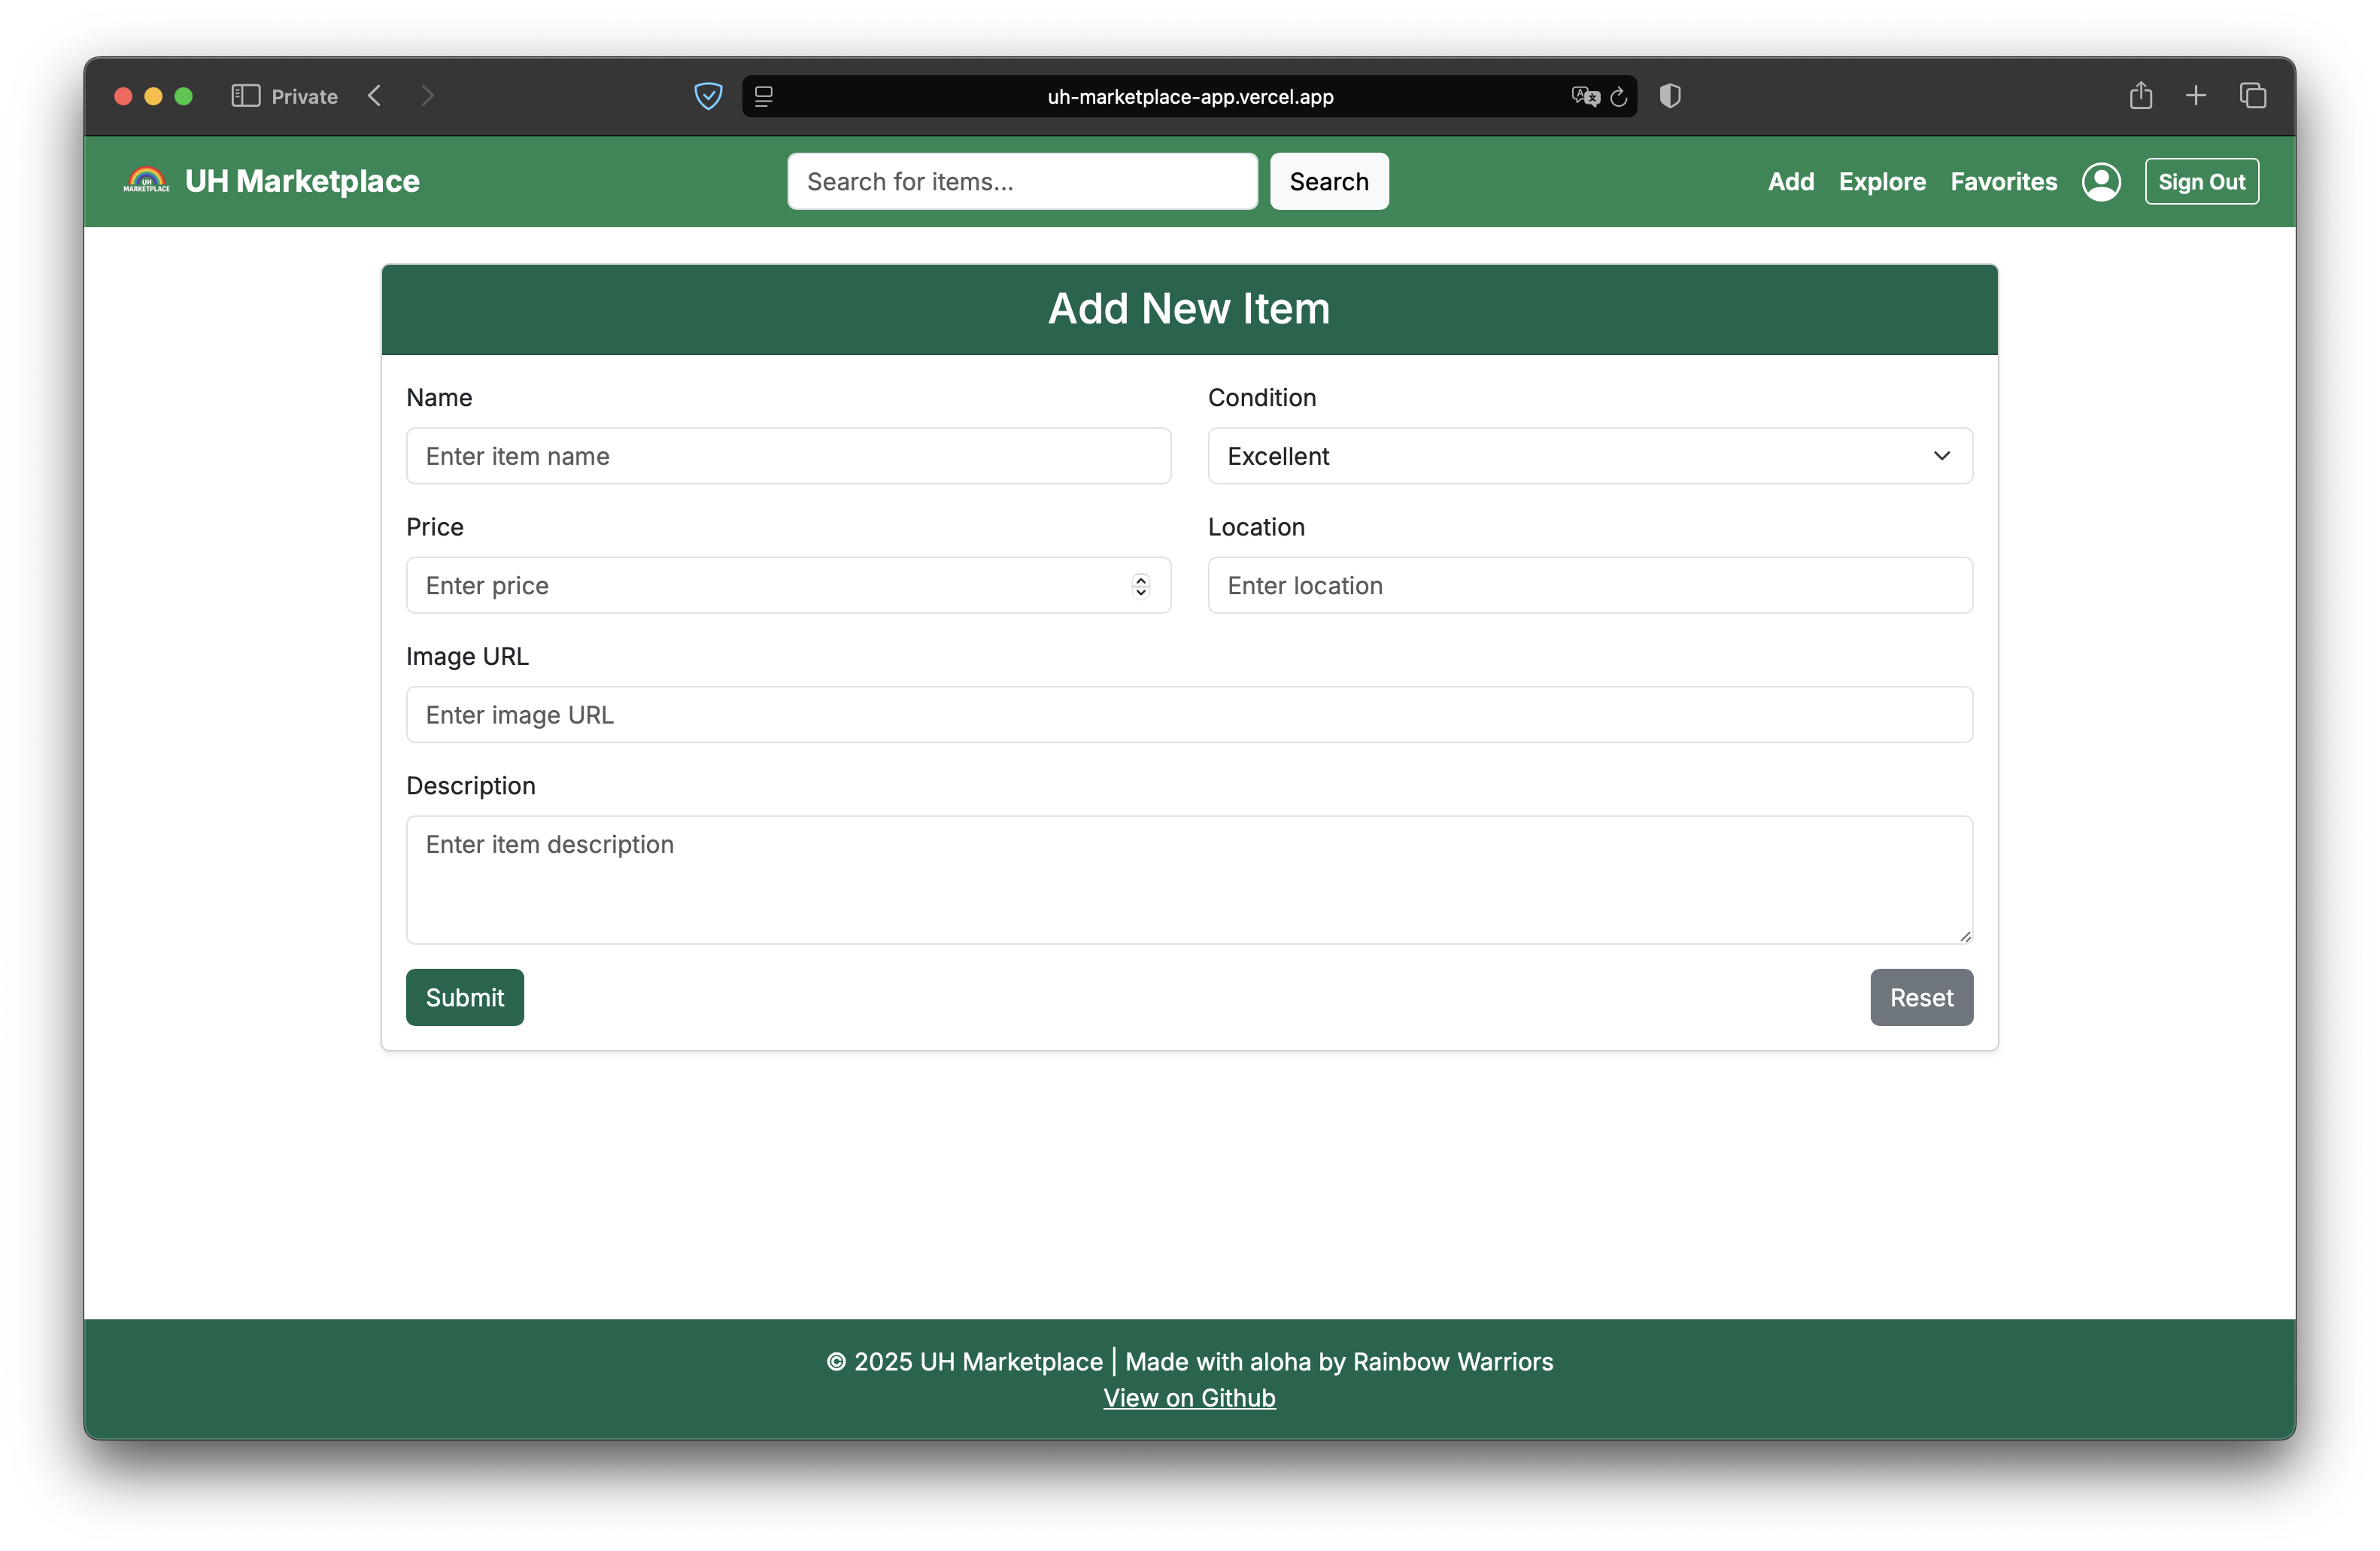 Private
uh-marketplace-app.vercel.app
UH
MARKETPLACE
UH Marketplace
Search for items...
Search
Add
Explore
Favorites
Sign Out
Add New Item
Name
Condition
Enter item name
Excellent
Price
Location
Enter price
Enter location
Image URL
Enter image URL
Description
Enter item description
Submit
Reset
© 2025 UH Marketplace | Made with aloha by Rainbow Warriors
View on Github